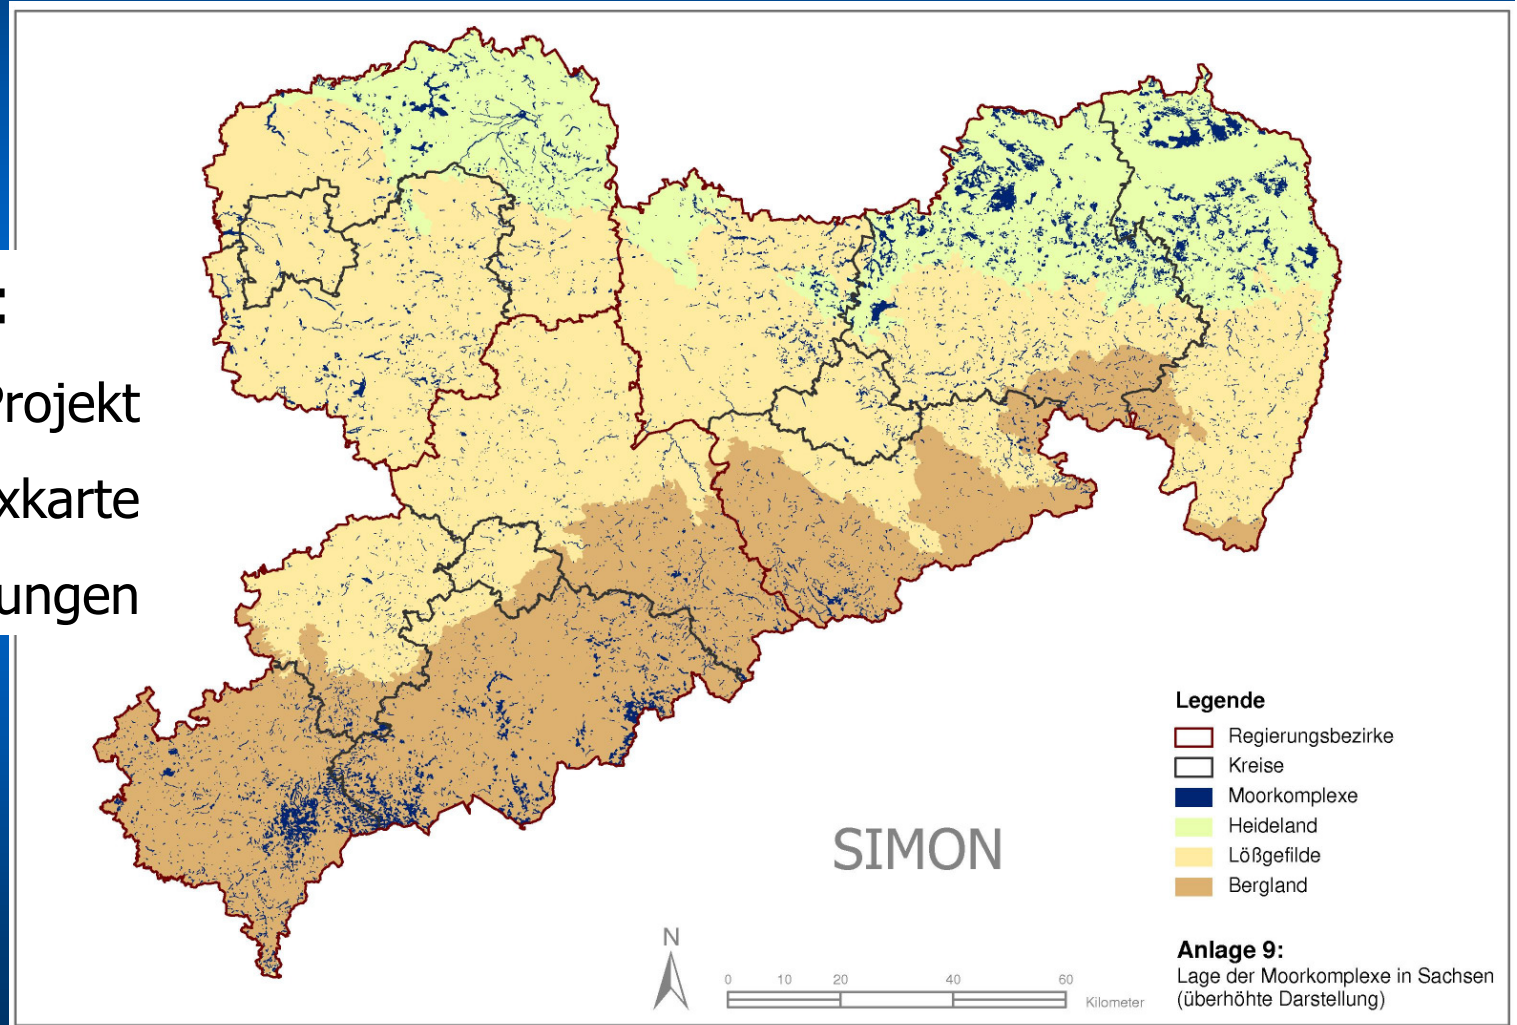 :
Projekt
xkarte
ungen
SIMON
Legende
Regierungsbezirke
Kreise
Moorkomplexe
Heideland
Lößgefilde
Bergland
N
0 10 20 40 60
Kilometer
Anlage 9:
Lage der Moorkomplexe in Sachsen
(überhöhte Darstellung)